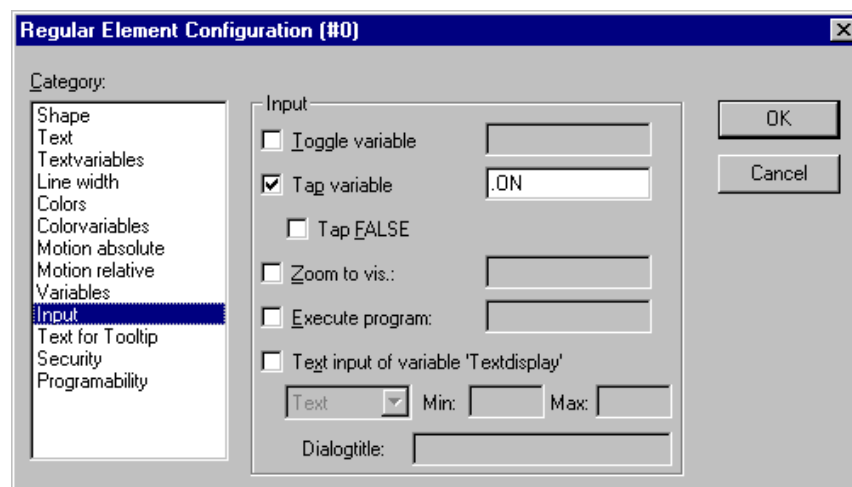 Regular Element Configuration (#0)
Category:
Shape
Text
Textvariables
Line width
Colors
Colorvariables
Motion absolute
Motion relative
Variables
Input
Text for Tooltip
Security
Programability
Input
Toggle variable
Tap variable .ON
Tap FALSE
Zoom to vis.:
Execute program:
Text input of variable 'Textdisplay'
Text Min: Max:
Dialogtitle:
OK
Cancel